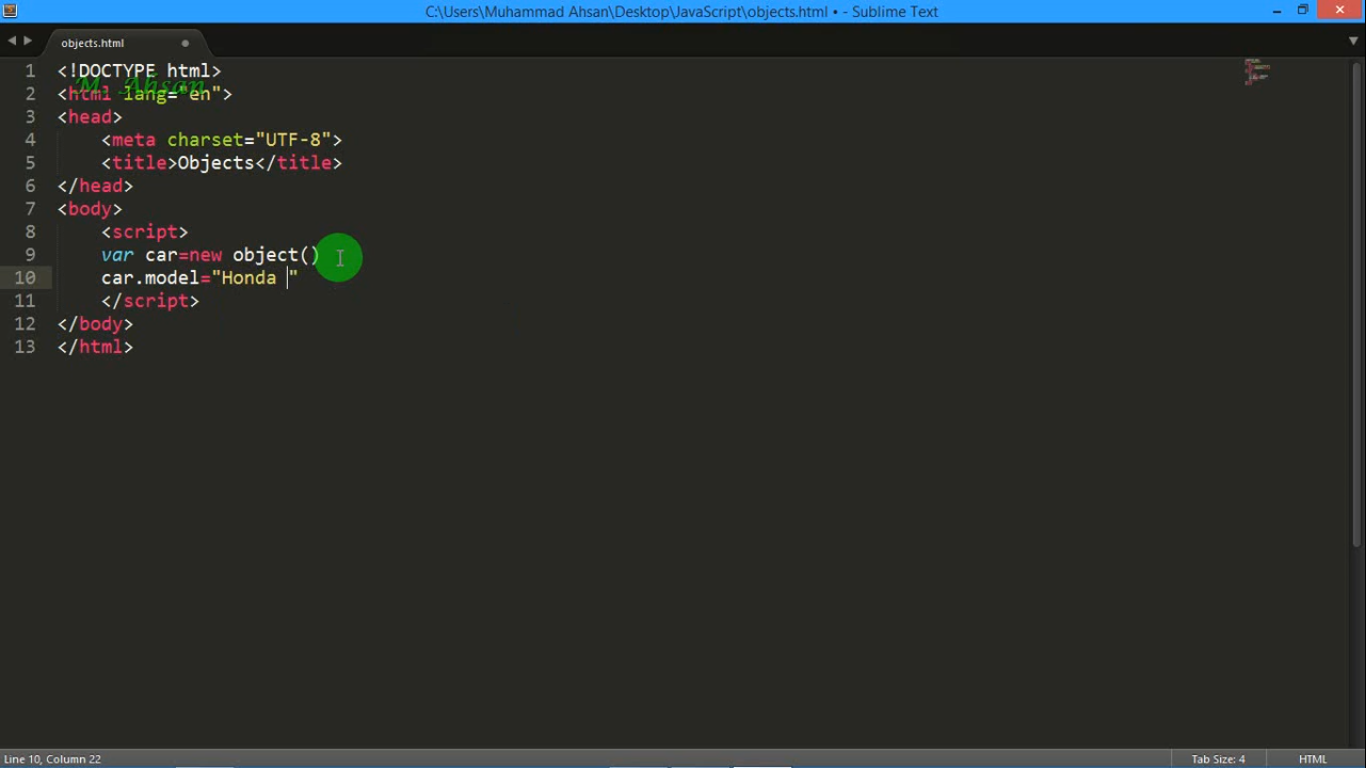 C:\Users\Muhammad Ahsan\Desktop\JavaScript\objects.html • - Sublime Text
objects.html
1 <!DOCTYPE html>
M. Ahsan
2 <html lang="en">
3 <head>
4 <meta charset="UTF-8">
5 <title>Objects</title>
6 </head>
7 <body>
8 <script>
9 var car=new object()
10 car.model="Honda "
11 </script>
12 </body>
13 </html>
Line 10, Column 22
Tab Size: 4
HTML